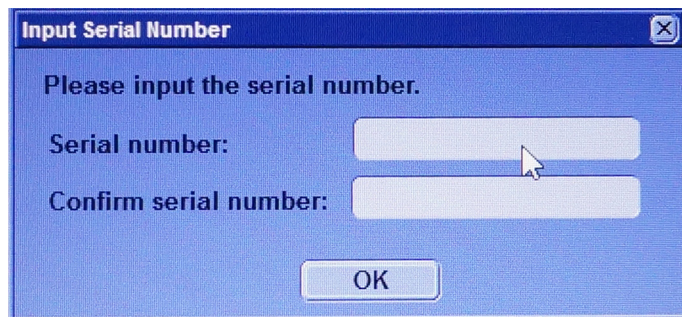 Input Serial Number
Please input the serial number.
Serial number:
Confirm serial number:
OK